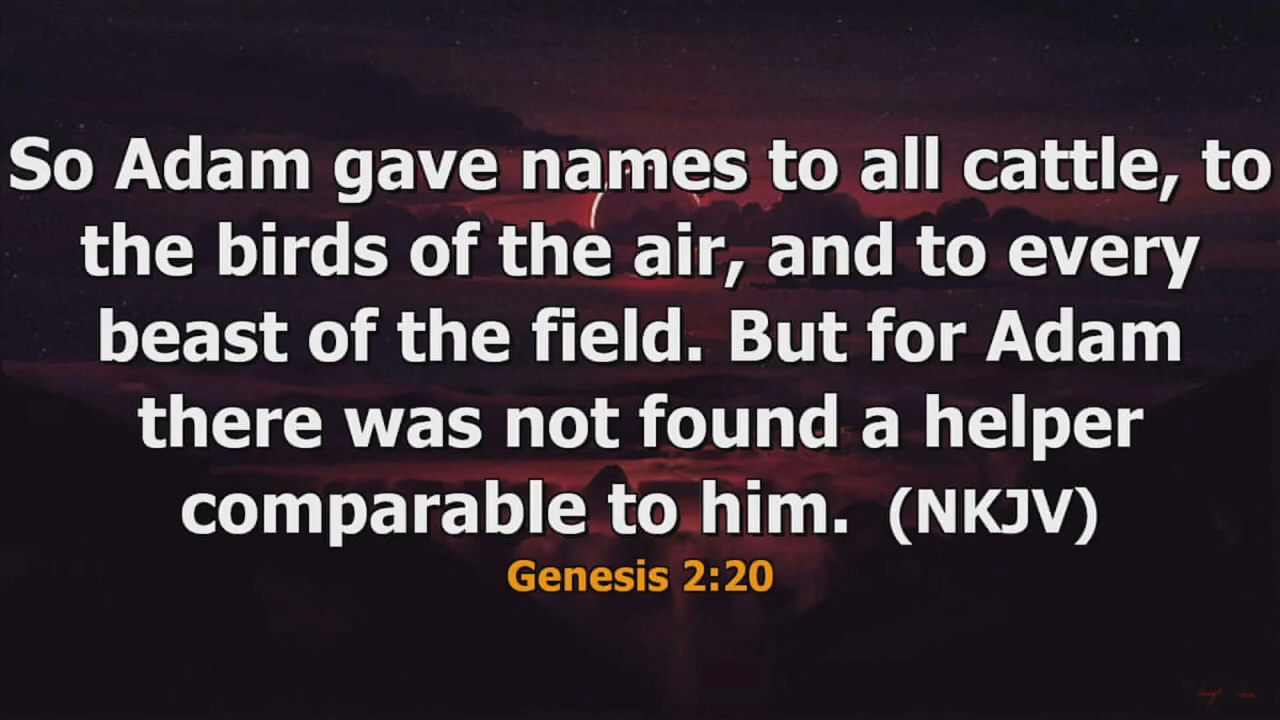 So Adam gave names to all cattle, to
the birds of the air, and to every
beast of the field. But for Adam
there was not found a helper
comparable to him.  (NKJV)
Genesis 2:20